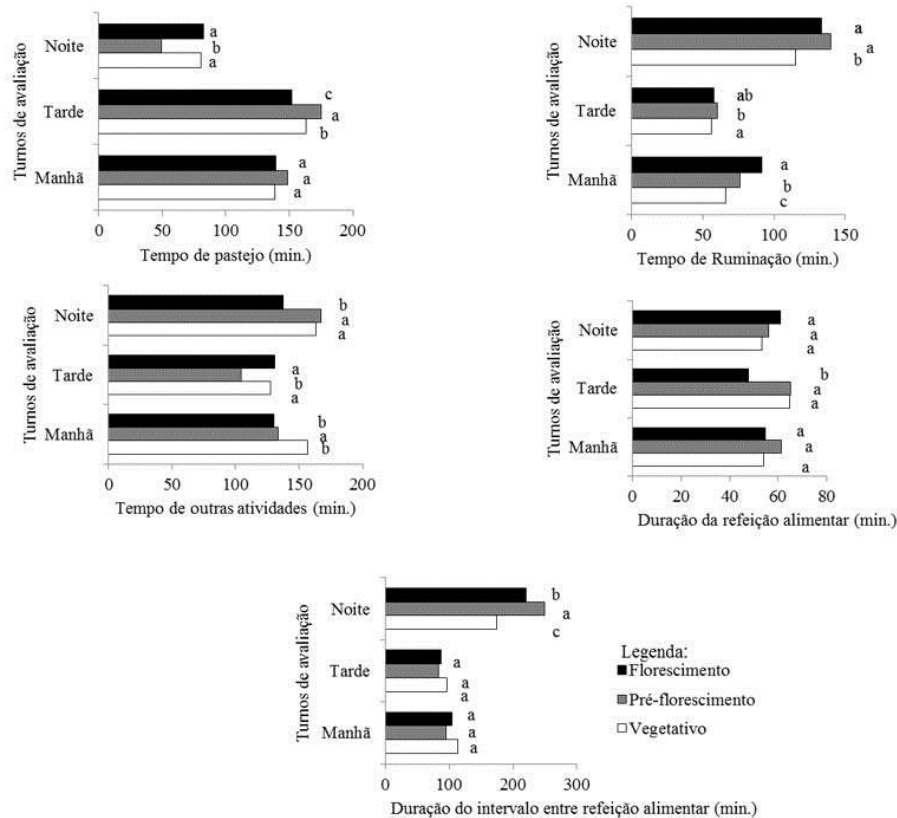 Turnos de avaliação
Noite
a
b
a
Tarde
c
a
b
Manhã
a
a
a
0 50 100 150 200
Tempo de pastejo (min.)
Turnos de avaliação
Noite
a
a
b
Tarde
ab
b
a
Manhã
a
b
c
0 50 100 150
Tempo de Ruminação (min.)
Turnos de avaliação
Noite
b
a
a
Tarde
a
b
a
Manhã
b
a
b
0 50 100 150 200
Tempo de outras atividades (min.)
Turnos de avaliação
Noite
a
a
a
Tarde
b
a
a
Manhã
a
a
a
0 20 40 60 80
Duração da refeição alimentar (min.)
Turnos de avaliação
Noite
b
a
c
Tarde
a
a
a
Manhã
a
a
a
0 100 200 300
Duração do intervalo entre refeição alimentar (min.)
Legenda:
Florescimento
Pré-florescimento
Vegetativo